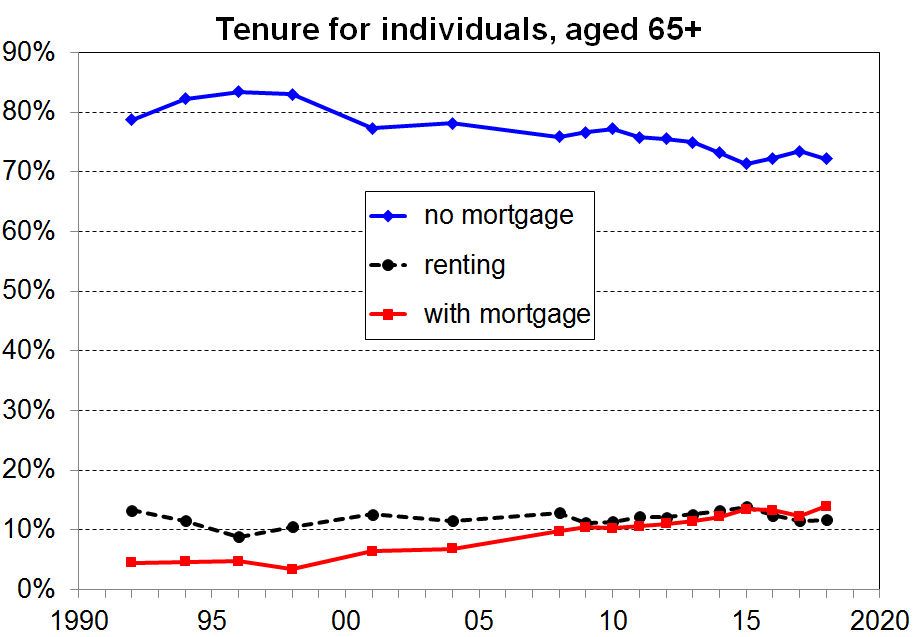 Tenure for individuals, aged 65+
90%
80%
70%
60%
50%
40%
30%
20%
10%
0%
no mortgage
renting
with mortgage
1990 95 00 05 10 15 2020